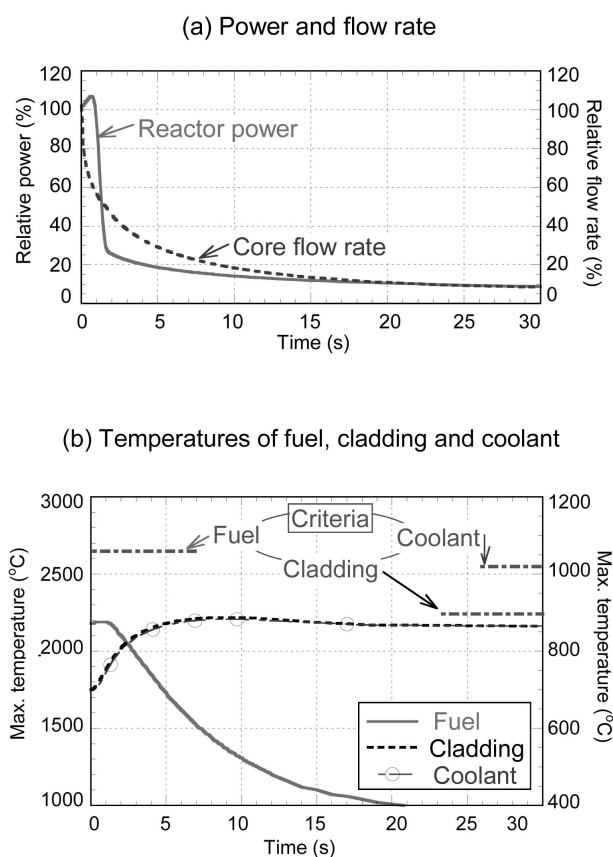 (a) Power and flow rate
120 120
100 100
80 80
60 60
40 40
20 20
0 0
Relative power (%)
Relative flow rate (%)
Reactor power
Core flow rate
0 5 10 15 20 25 30
Time (s)
(b) Temperatures of fuel, cladding and coolant
3000 1200
2500 1000
2000 800
1500 600
1000 400
Max. temperature (°C)
Max. temperature (°C)
Criteria
Fuel
Coolant
Cladding
Fuel
Cladding
Coolant
0 5 10 15 20 25 30
Time (s)